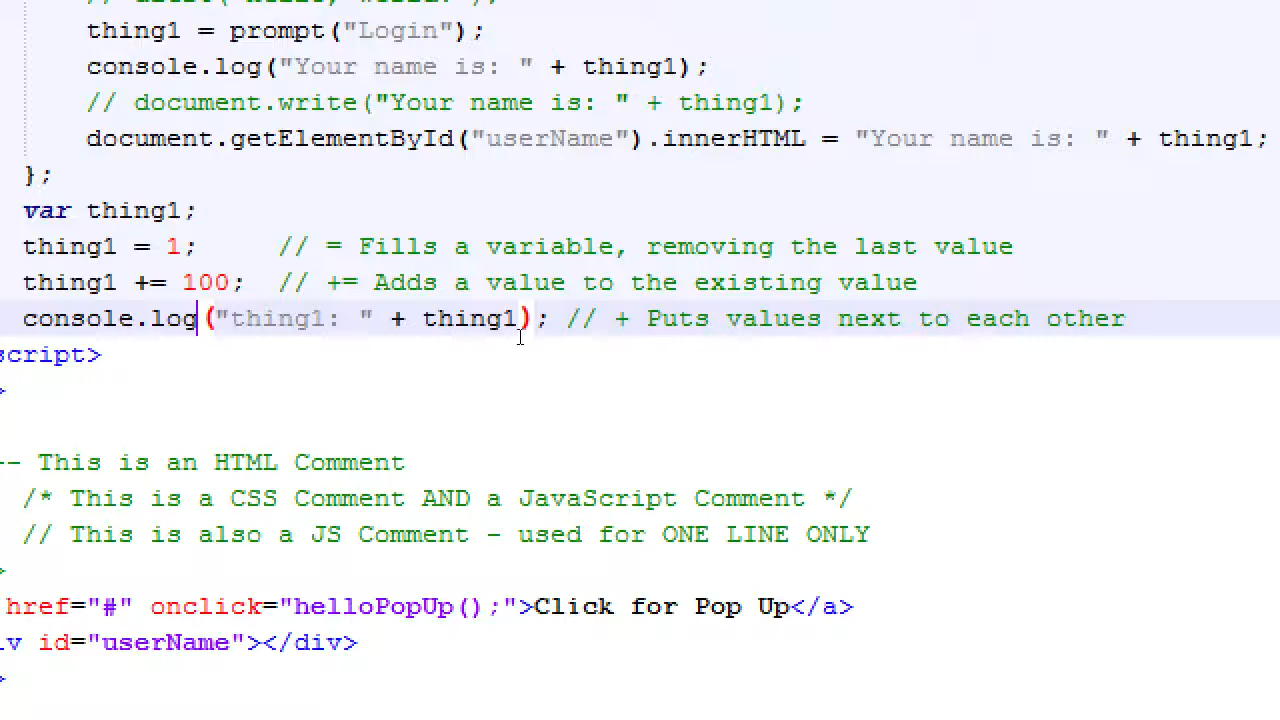 thing1 = prompt("Login");
console.log("Your name is: " + thing1);
// document.write("Your name is: " + thing1);
document.getElementById("userName").innerHTML = "Your name is: " + thing1;
};
var thing1;
thing1 = 1; // = Fills a variable, removing the last value
thing1 += 100; // += Adds a value to the existing value
console.log("thing1: " + thing1); // + Puts values next to each other
script>
>
-- This is an HTML Comment
/* This is a CSS Comment AND a JavaScript Comment */
// This is also a JS Comment - used for ONE LINE ONLY
>
href="#" onclick="helloPopUp();">Click for Pop Up</a>
iv id="userName"></div>
>